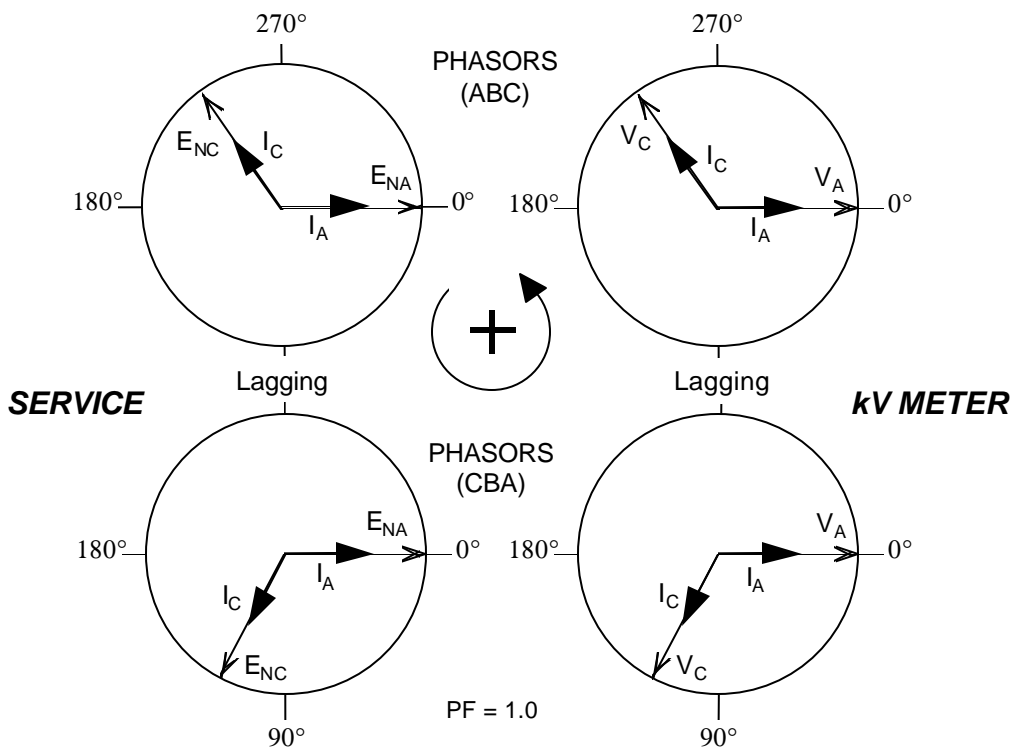 270°
270°
PHASORS
(ABC)
E_NC
I_C
E_NA
V_C
I_C
V_A
180°
0°
180°
0°
I_A
I_A
+
Lagging
Lagging
SERVICE
kV METER
PHASORS
(CBA)
E_NA
V_A
180°
0°
180°
0°
I_C
I_A
I_C
I_A
E_NC
V_C
PF = 1.0
90°
90°